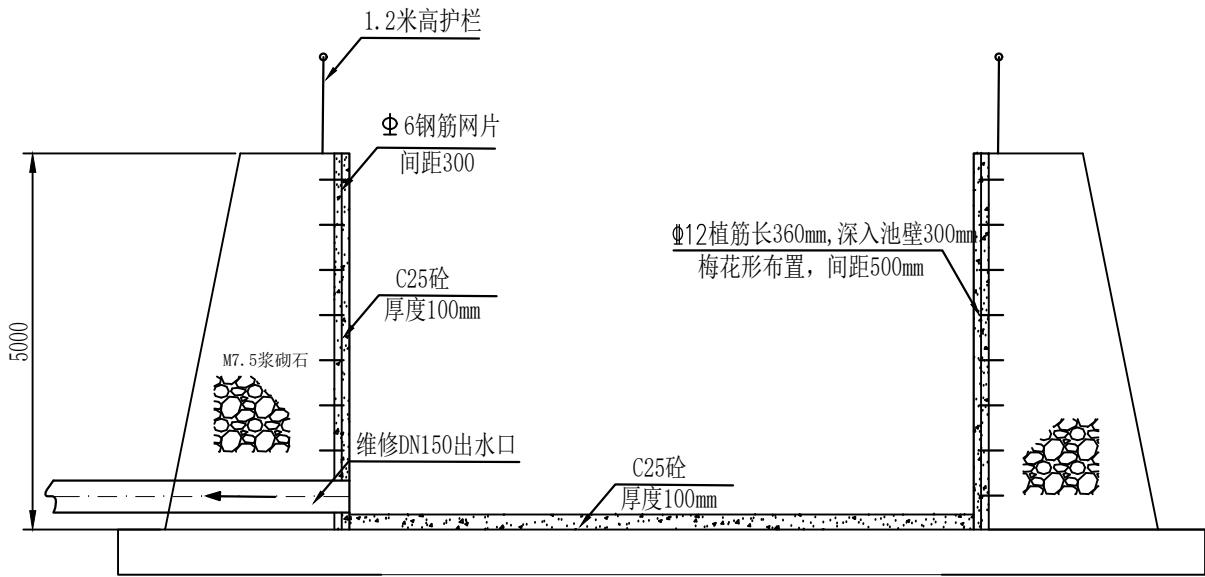 1.2米高护栏
Φ6钢筋网片
间距300
Φ12植筋长360mm,深入池壁300mm
梅花形布置，间距500mm
C25砼
厚度100mm
5000
M7.5浆砌石
维修DN150出水口
C25砼
厚度100mm